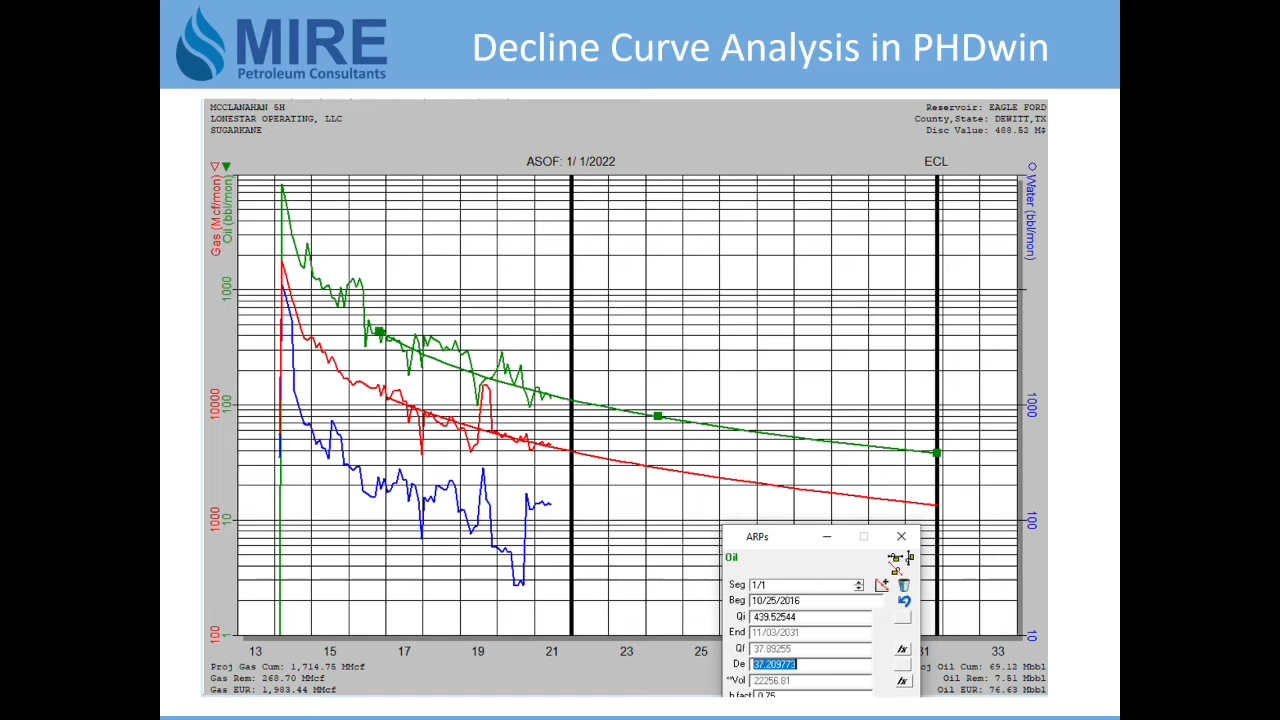 MIRE
Petroleum Consultants
Decline Curve Analysis in PHDwin
MCCLANAHAN 5H
LONESTAR OPERATING, LLC
SUGARKANE
Reservoir: EAGLE FORD
County,State: DEWITT,TX
Disc Value: 488.52 M$
ASOF: 1/ 1/2022
ECL
Gas (Mcf/mon)
Oil (bbl/mon)
Water (bbl/mon)
1000
10000
100
1000
1000
10
100
100
1
10
13 15 17 19 21 23 25 31 33
ARPs
Oil
Seg 1/1
Beg 10/25/2016
Qi 439.52544
End 11/03/2031
Qf 37.89255
De 37.209773
**Vol 22256.81
b fact 0.75
Proj Gas Cum: 1,714.75 MMcf
Gas Rem: 268.70 MMcf
Gas EUR: 1,983.44 MMcf
oj Oil Cum: 69.12 Mbbl
Oil Rem: 7.51 Mbbl
Oil EUR: 76.63 Mbbl